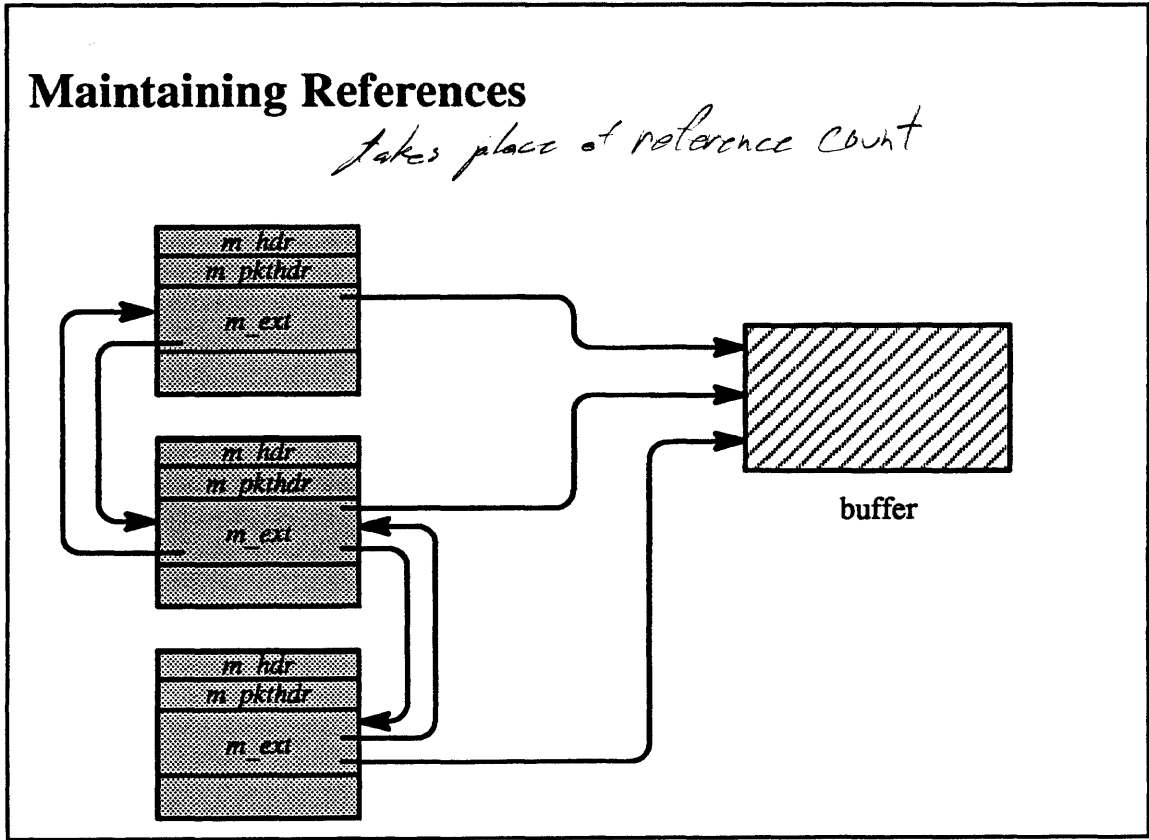 Maintaining References
takes place of reference count
m_hdr
m_pkthdr
m_ext
m_hdr
m_pkthdr
m_ext
buffer
m_hdr
m_pkthdr
m_ext